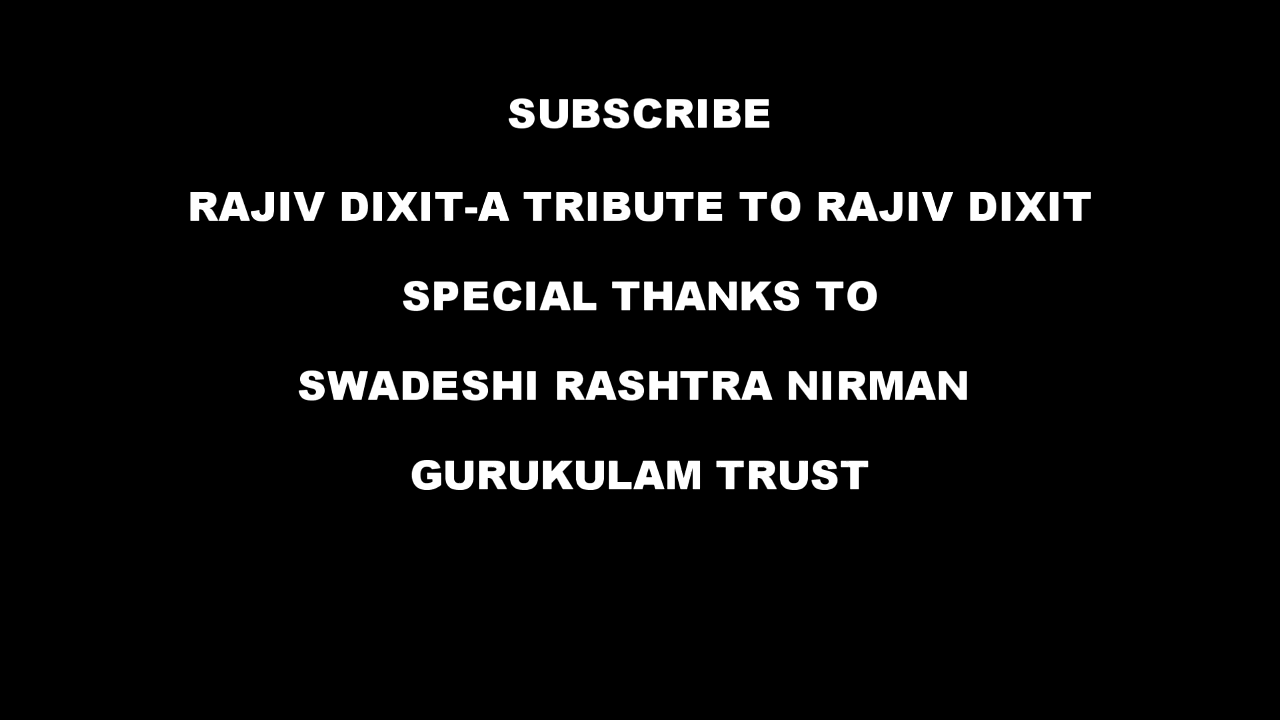 SUBSCRIBE
RAJIV DIXIT-A TRIBUTE TO RAJIV DIXIT
SPECIAL THANKS TO
SWADESHI RASHTRA NIRMAN
GURUKULAM TRUST